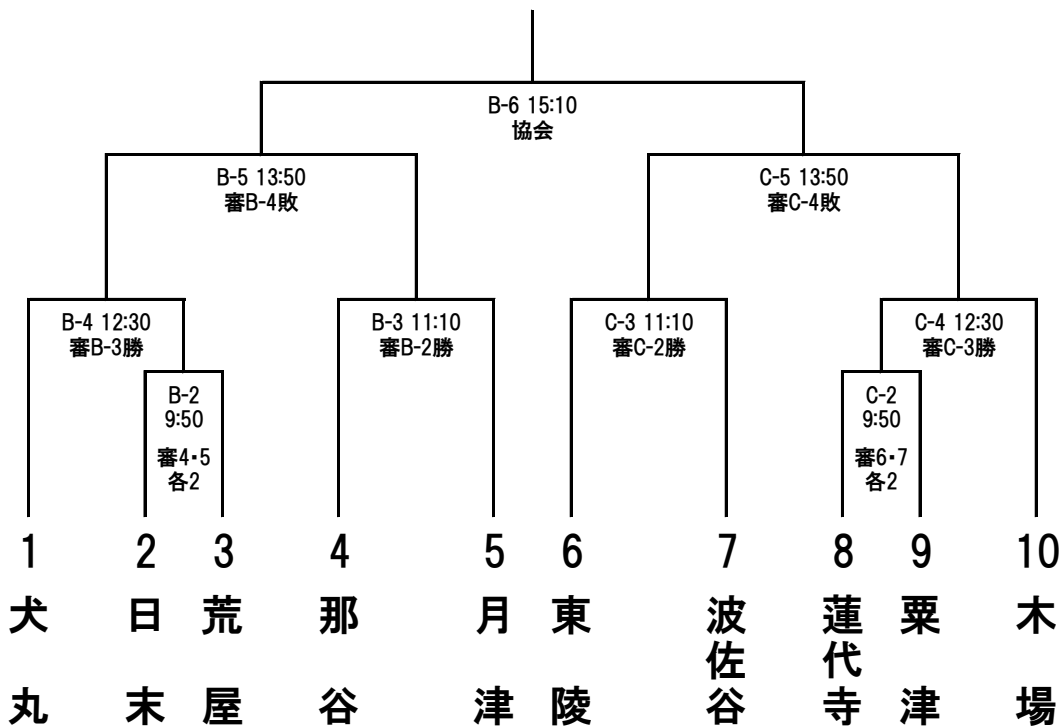 B-6 15:10
協会
B-5 13:50
審B-4敗
C-5 13:50
審C-4敗
B-4 12:30
審B-3勝
B-3 11:10
審B-2勝
C-3 11:10
審C-2勝
C-4 12:30
審C-3勝
B-2
9:50
審4・5
各2
C-2
9:50
審6・7
各2
1
犬丸
2
日末
3
荒屋
4
那谷
5
月津
6
東陵
7
波佐谷
8
蓮代寺
9
粟津
10
木場